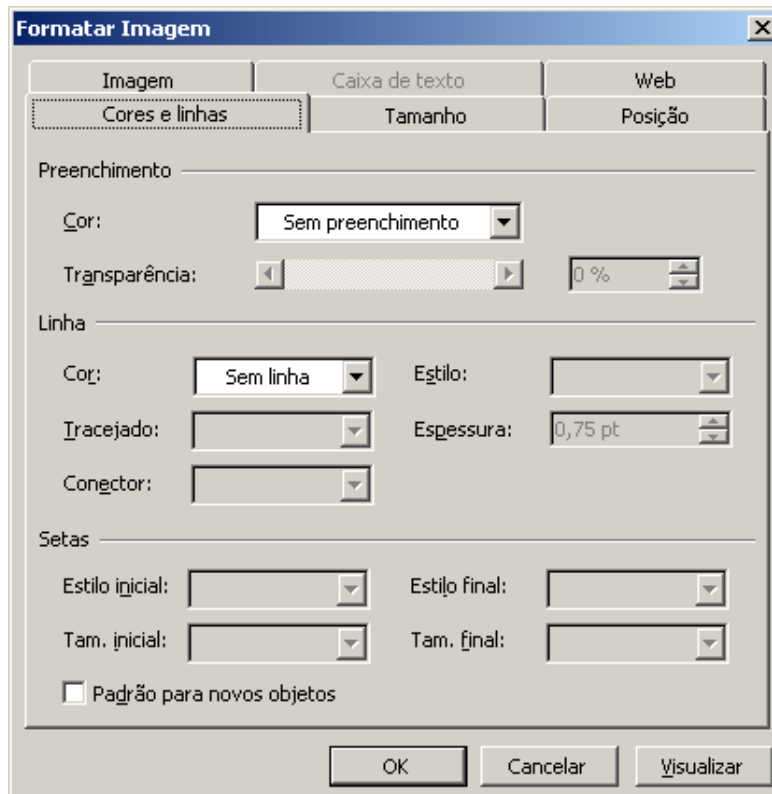 Formatar Imagem
Imagem Caixa de texto Web
Cores e linhas Tamanho Posição
Preenchimento
Cor: Sem preenchimento
Transparência: 0 %
Linha
Cor: Sem linha Estilo:
Tracejado: Espessura: 0,75 pt
Conector:
Setas
Estilo inicial: Estilo final:
Tam. inicial: Tam. final:
Padrão para novos objetos
OK Cancelar Visualizar